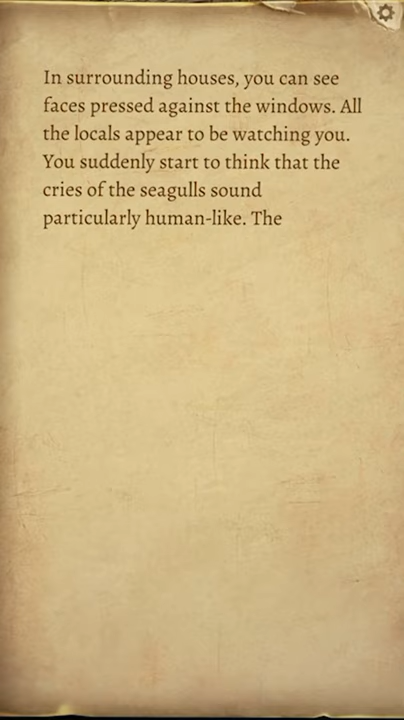 In surrounding houses, you can see
faces pressed against the windows. All
the locals appear to be watching you.
You suddenly start to think that the
cries of the seagulls sound
particularly human-like. The